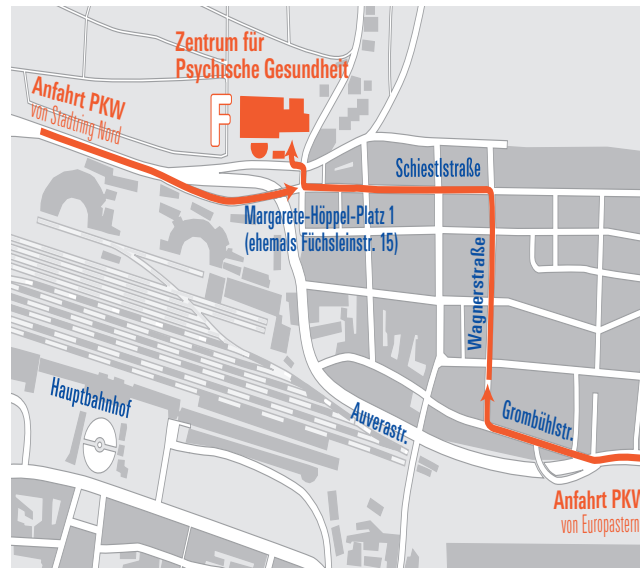 Zentrum für
Psychische Gesundheit
Anfahrt PKW
von Stadtring Nord
F
Schiestlstraße
Margarete-Höppel-Platz 1
(ehemals Füchsleinstr. 15)
Wagnerstraße
Hauptbahnhof
Auverastr.
Grombühlstr.
Anfahrt PKW
von Europastern